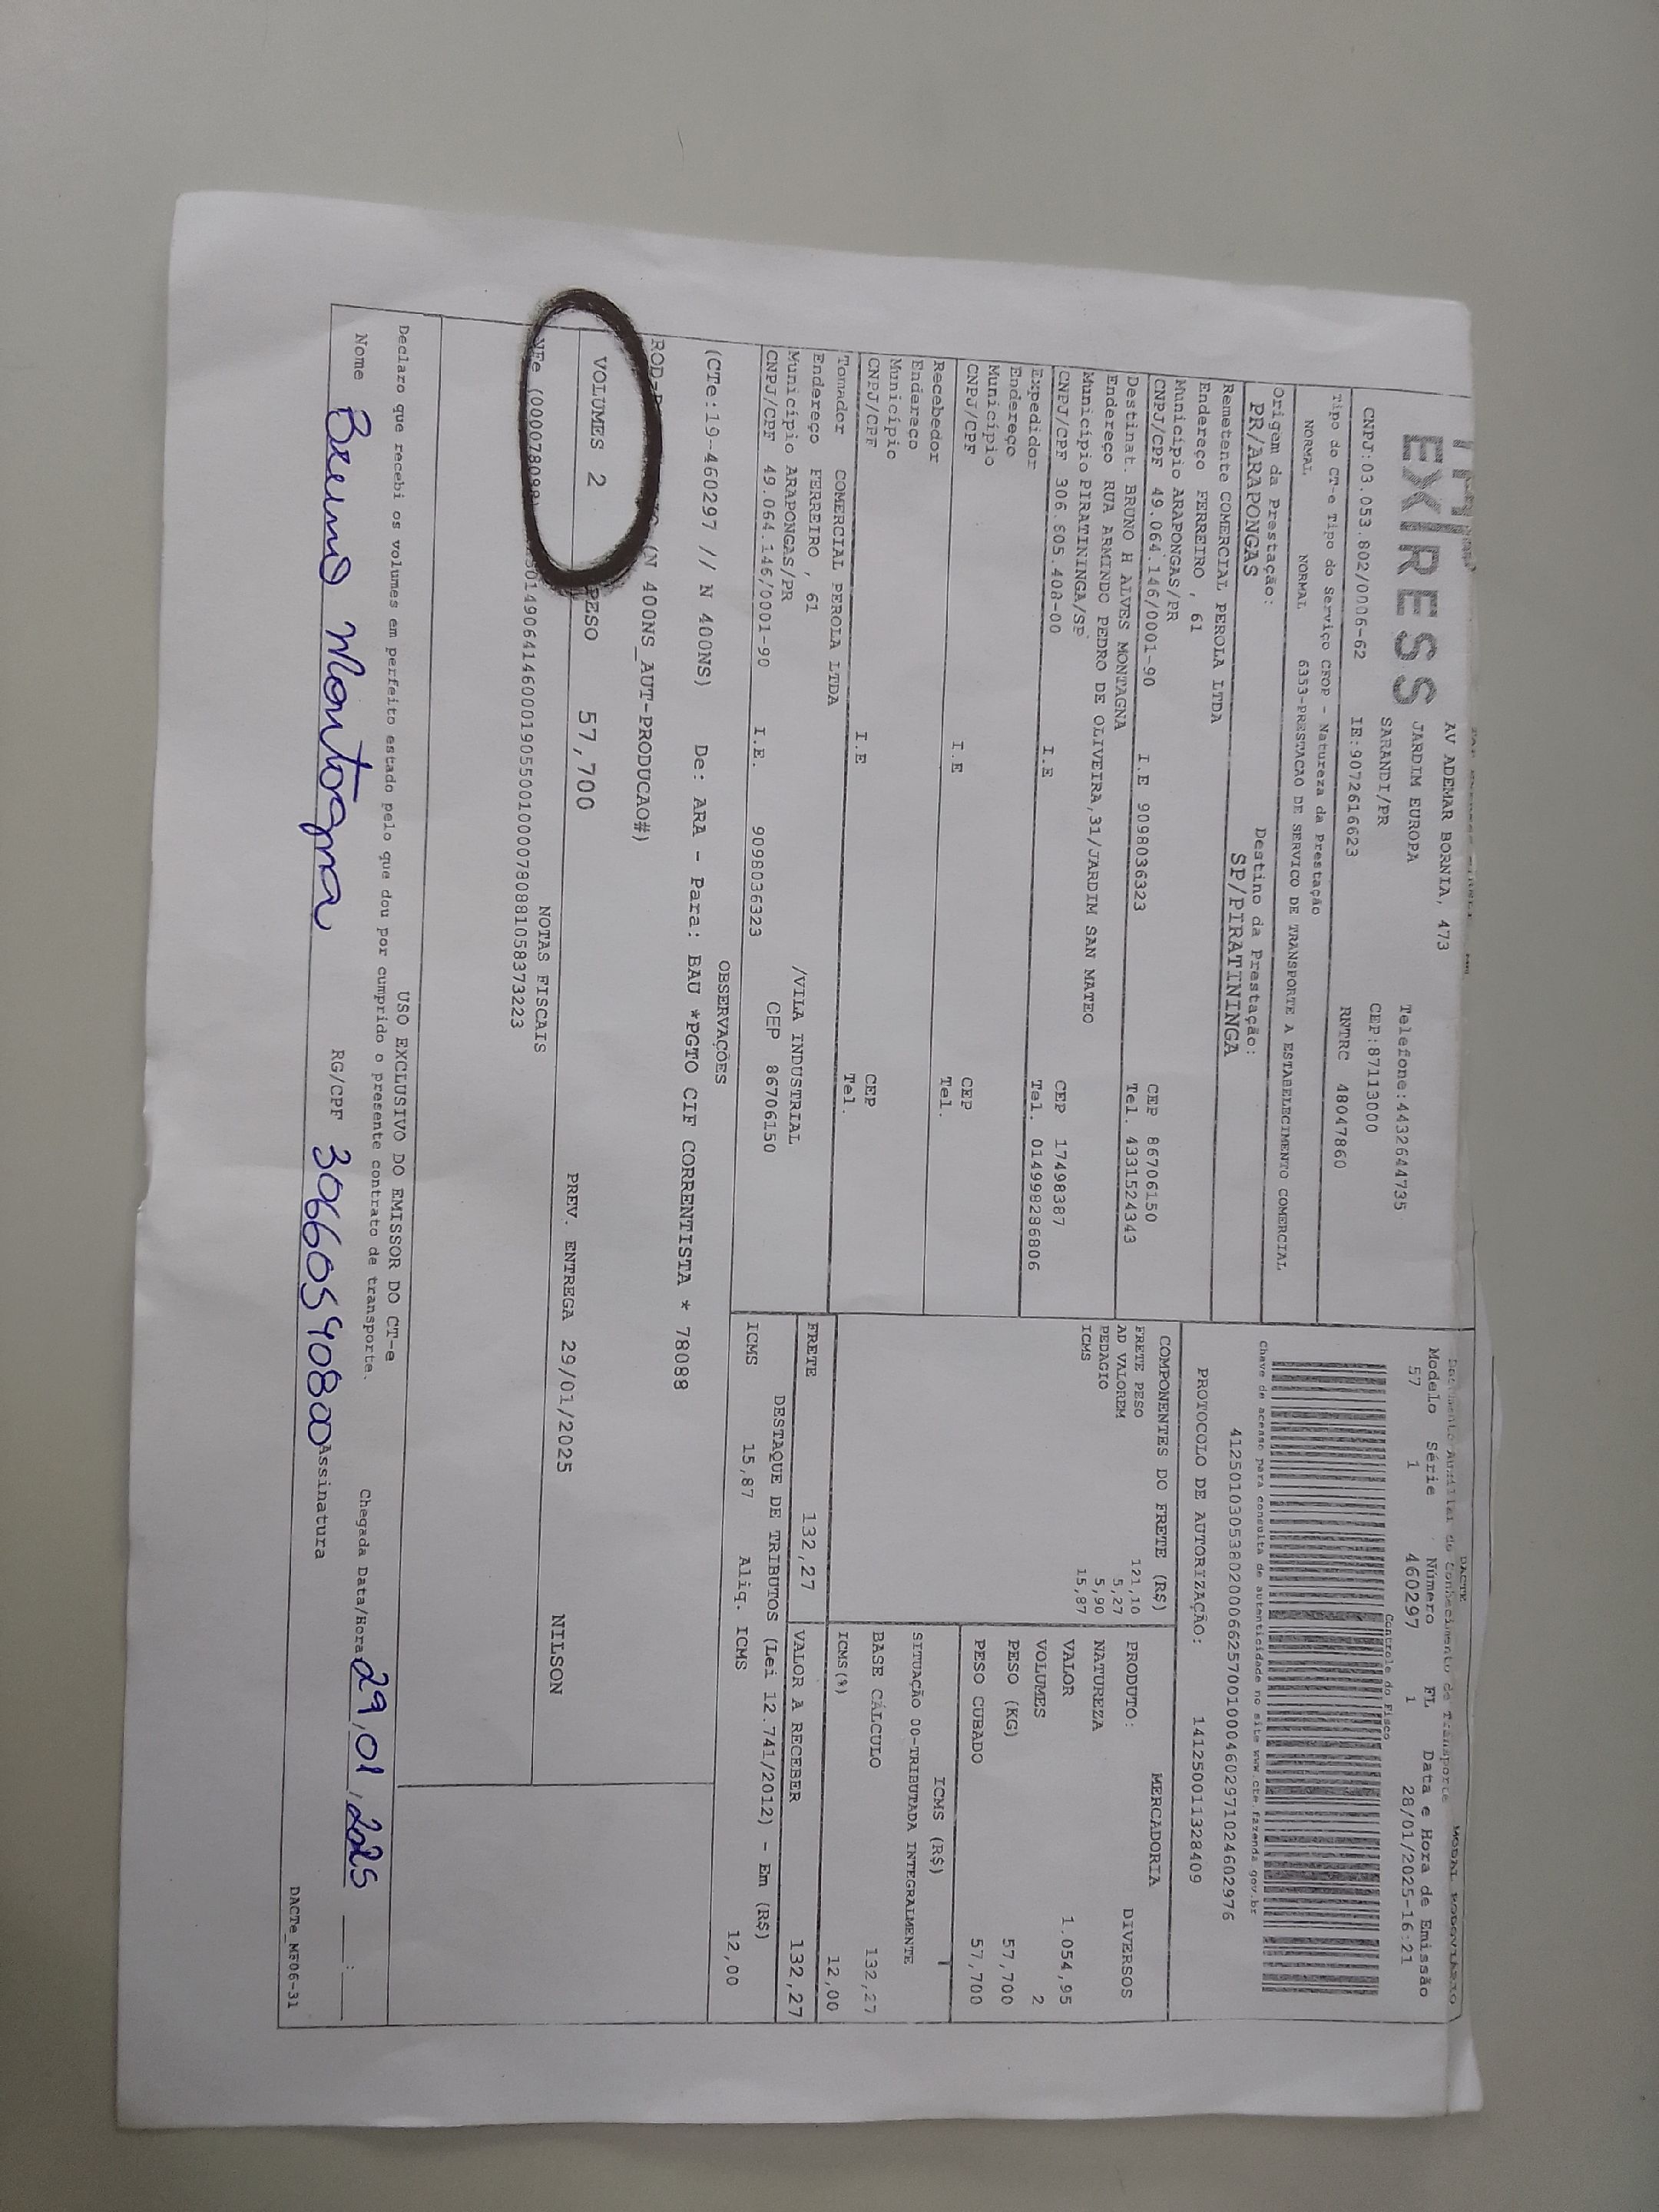 EXPRESS
AV ADEMAR BORNIA, 473
JARDIM EUROPA
SARANDI/PR
Telefone:4432644735
CEP:87113000
CNPJ:03.053.802/0006-62 IE:9072616623 RNTRC 48047860
Tipo do CT-e Tipo do Serviço CFOP - Natureza da Prestação
NORMAL NORMAL 6353-PRESTACAO DE SERVICO DE TRANSPORTE A ESTABELECIMENTO COMERCIAL
Origem da Prestação: Destino da Prestação:
PR/ARAPONGAS SP/PIRATININGA
Remetente COMERCIAL PEROLA LTDA
Endereço FERREIRO , 61
Município ARAPONGAS/PR CEP 86706150
CNPJ/CPF 49.064.146/0001-90 I.E 9098036323 Tel. 4331524343
Destinat. BRUNO H ALVES MONTAGNA
Endereço RUA ARMINDO PEDRO DE OLIVEIRA,31/JARDIM SAN MATEO
Município PIRATININGA/SP CEP 17498387
CNPJ/CPF 306.605.408-00 I.E Tel. 014998286806
Expedidor
Endereço
Município CEP
CNPJ/CPF I.E Tel.
Recebedor
Endereço
Município CEP
CNPJ/CPF I.E Tel.
Tomador COMERCIAL PEROLA LTDA
Endereço FERREIRO , 61 /VILA INDUSTRIAL
Município ARAPONGAS/PR CEP 86706150
CNPJ/CPF 49.064.146/0001-90 I.E. 9098036323
DACTE
Documento Auxiliar do Conhecimento de Transporte
MODAL RODOVIARIO
Modelo Série Número FL Data e Hora de Emissão
57 1 460297 1 28/01/2025-16:21
Controle do Fisco
Chave de acesso para consulta de autenticidade no site www.cte.fazenda.gov.br
41250103053802000662570010004602971024602976
PROTOCOLO DE AUTORIZAÇÃO: 141250011328409
COMPONENTES DO FRETE (R$)
FRETE PESO 121,10
AD VALOREM 5,27
PEDAGIO 5,90
ICMS 15,87
MERCADORIA
PRODUTO: DIVERSOS
NATUREZA
VALOR 1.054,95
VOLUMES 2
PESO (KG) 57,700
PESO CUBADO 57,700
ICMS (R$)
SITUAÇÃO 00-TRIBUTADA INTEGRALMENTE
BASE CÁLCULO 132,27
ICMS(%) 12,00
FRETE 132,27 VALOR A RECEBER 132,27
DESTAQUE DE TRIBUTOS (Lei 12.741/2012) - Em (R$)
ICMS 15,87 Aliq. ICMS 12,00
OBSERVAÇÕES
(CTe:19-460297 // N 400NS) De: ARA - Para: BAU *PGTO CIF CORRENTISTA * 78088
(N 400NS_AUT-PRODUCAO#)
VOLUMES 2 PESO 57,700 PREV. ENTREGA 29/01/2025 NILSON
NOTAS FISCAIS
USO EXCLUSIVO DO EMISSOR DO CT-e
Declaro que recebi os volumes em perfeito estado pelo que dou por cumprido o presente contrato de transporte.
Chegada Data/Hora 29,01,2025 ___:___
Nome Bruno Montagna RG/CPF 30660540800 Assinatura
DACTe_MF06-31